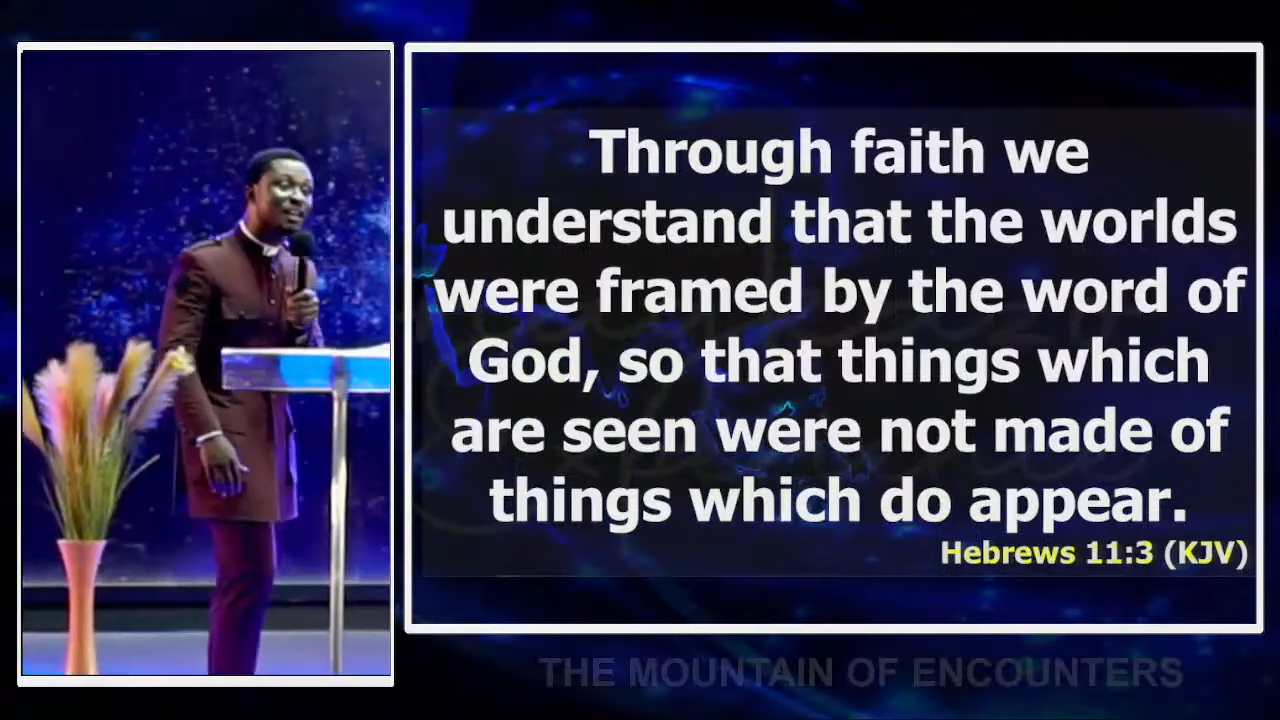 Through faith we
understand that the worlds
were framed by the word of
God, so that things which
are seen were not made of
things which do appear.
Hebrews 11:3 (KJV)
THE MOUNTAIN OF ENCOUNTERS